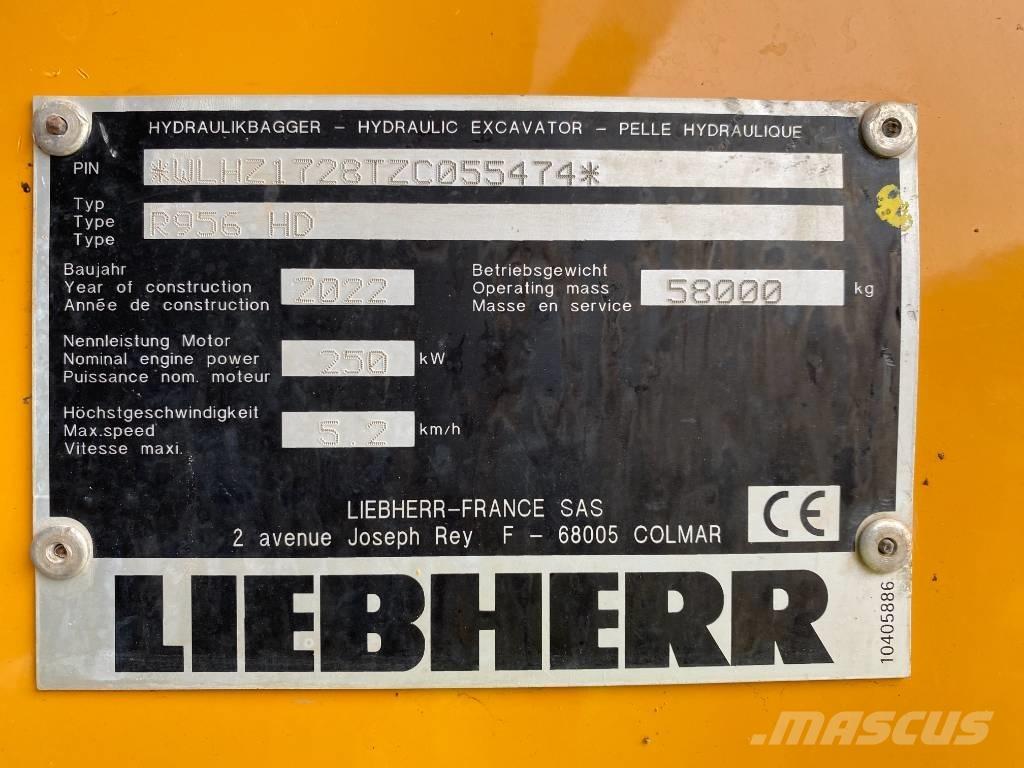 HYDRAULIKBAGGER – HYDRAULIC EXCAVATOR – PELLE HYDRAULIQUE
PIN *WLHZ1728TZC055474*
Typ
Type
Type
R956 HD
Baujahr
Year of construction
Année de construction
2022
Betriebsgewicht
Operating mass
Masse en service
58000 kg
Nennleistung Motor
Nominal engine power
Puissance nom. moteur
250 kW
Höchstgeschwindigkeit
Max.speed
Vitesse maxi.
5.2 km/h
LIEBHERR–FRANCE SAS
2 avenue Joseph Rey F – 68005 COLMAR
CE
LIEBHERR
10405886
MASCUS